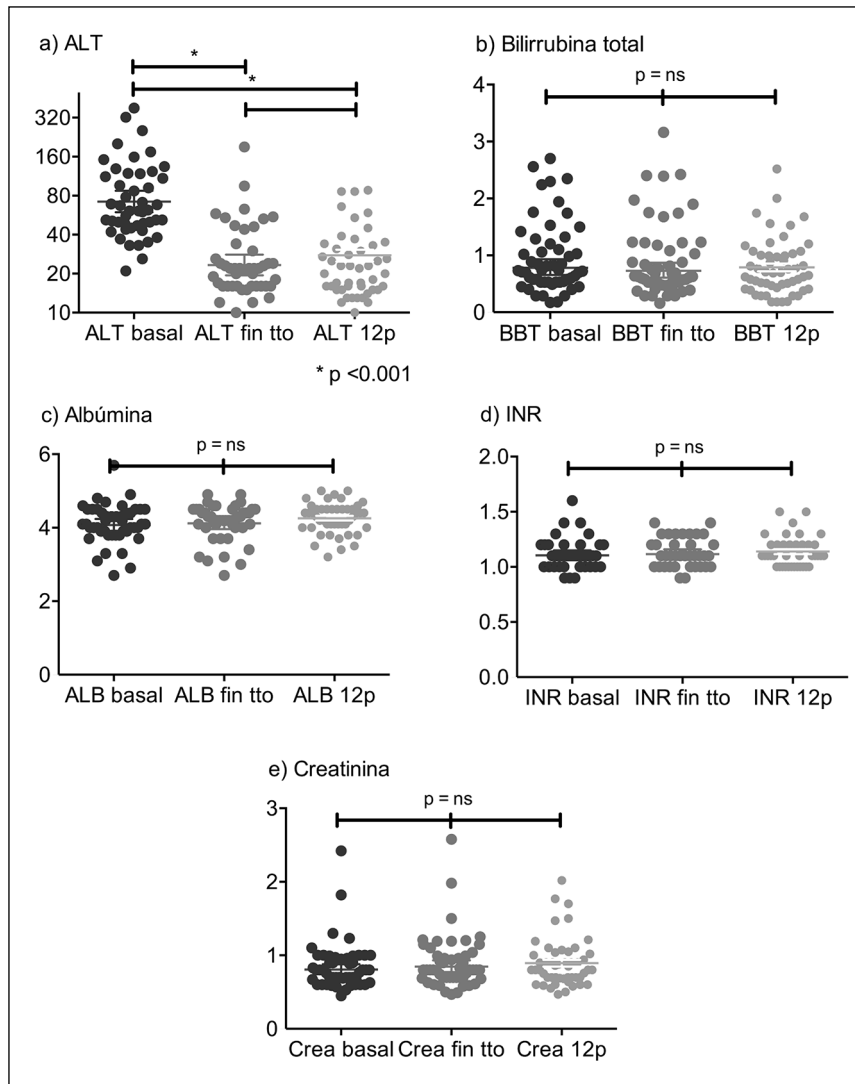 a) ALT
*
*
320
160
80
40
20
10
ALT basal ALT fin tto ALT 12p
* p <0.001
b) Bilirrubina total
p = ns
4
3
2
1
0
BBT basal BBT fin tto BBT 12p
c) Albúmina
p = ns
6
4
2
0
ALB basal ALB fin tto ALB 12p
d) INR
p = ns
2.0
1.5
1.0
0.5
0.0
INR basal INR fin tto INR 12p
e) Creatinina
p = ns
3
2
1
0
Crea basal Crea fin tto Crea 12p